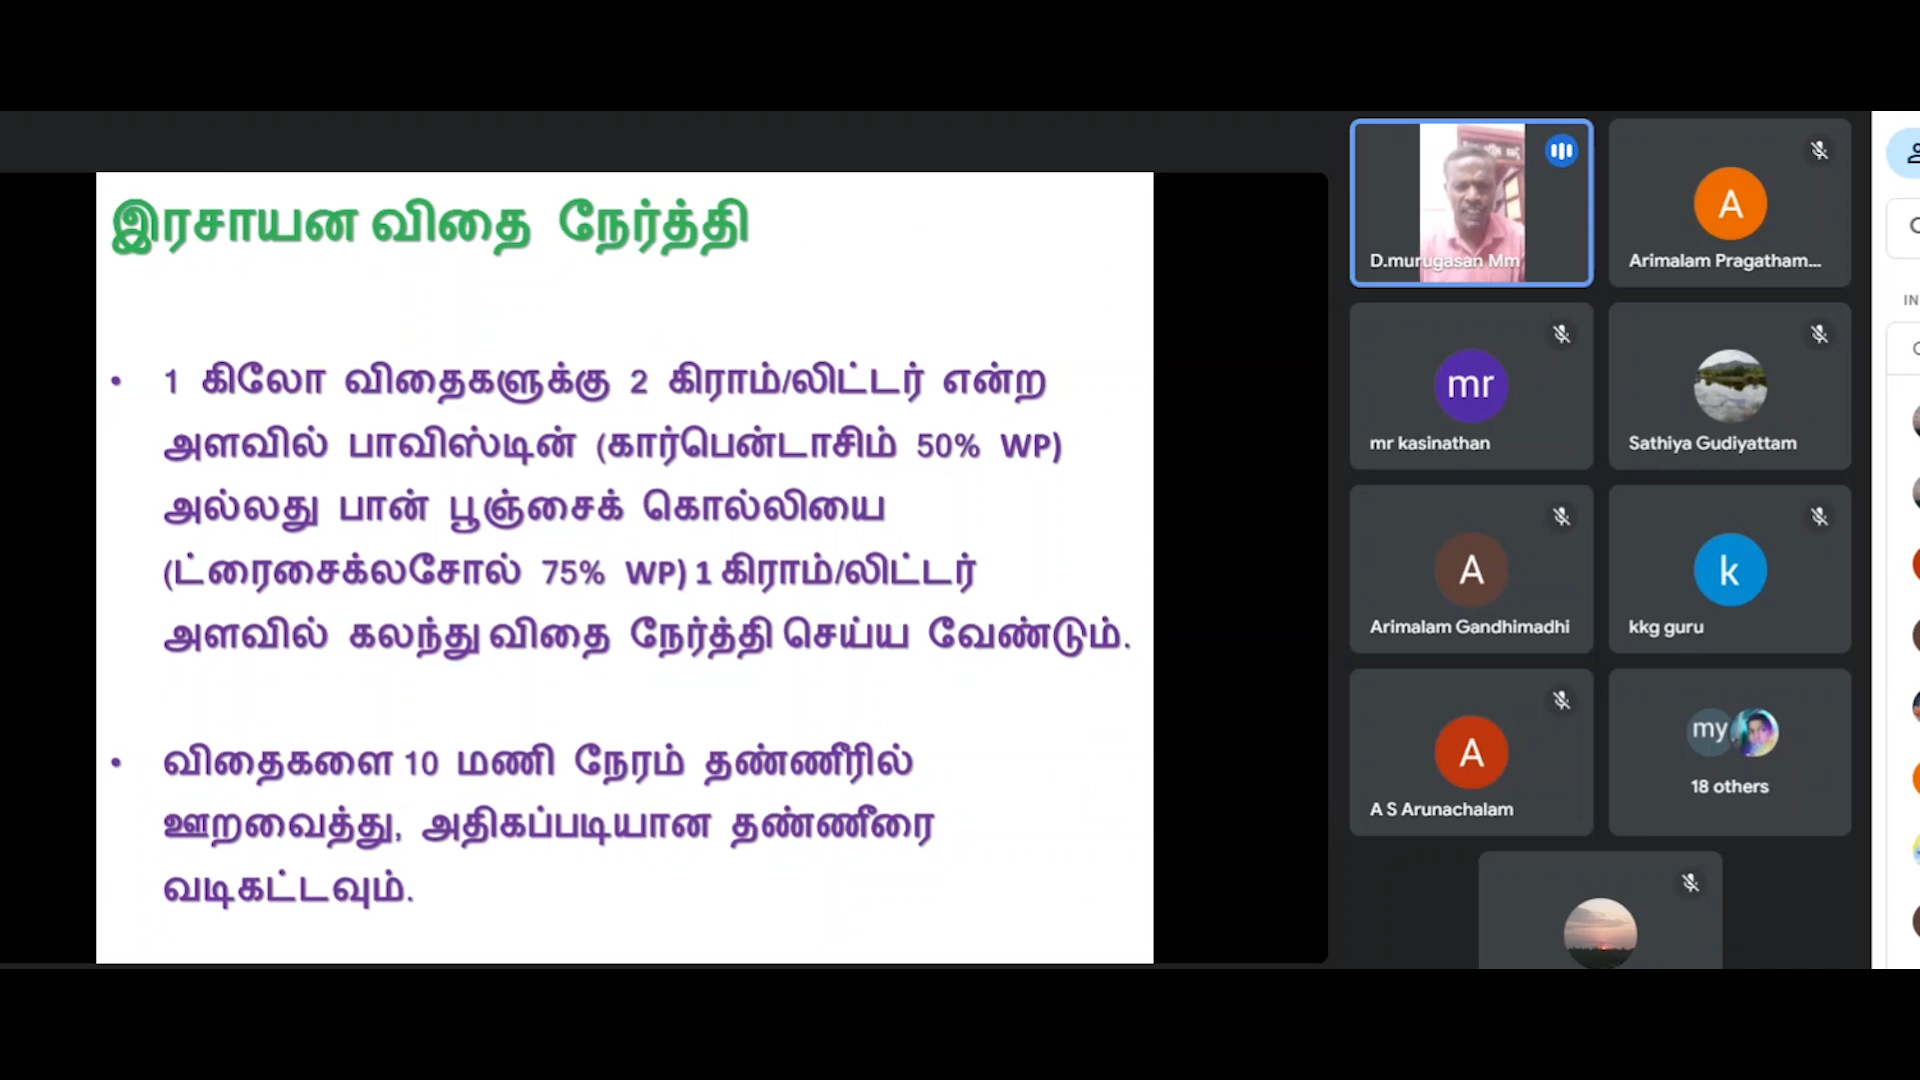 இரசாயன விதை நேர்த்தி
• 1 கிலோ விதைகளுக்கு 2 கிராம்/லிட்டர் என்ற
அளவில் பாவிஸ்டின் (கார்பென்டாசிம் 50% WP)
அல்லது பான் பூஞ்சைக் கொல்லியை
(ட்ரைசைக்லசோல் 75% WP) 1 கிராம்/லிட்டர்
அளவில் கலந்து விதை நேர்த்தி செய்ய வேண்டும்.
• விதைகளை 10 மணி நேரம் தண்ணீரில்
ஊறவைத்து, அதிகப்படியான தண்ணீரை
வடிகட்டவும்.
D.murugasan Mm
A
Arimalam Pragatham...
mr
mr kasinathan
Sathiya Gudiyattam
A
Arimalam Gandhimadhi
k
kkg guru
A
A S Arunachalam
my
18 others
IN